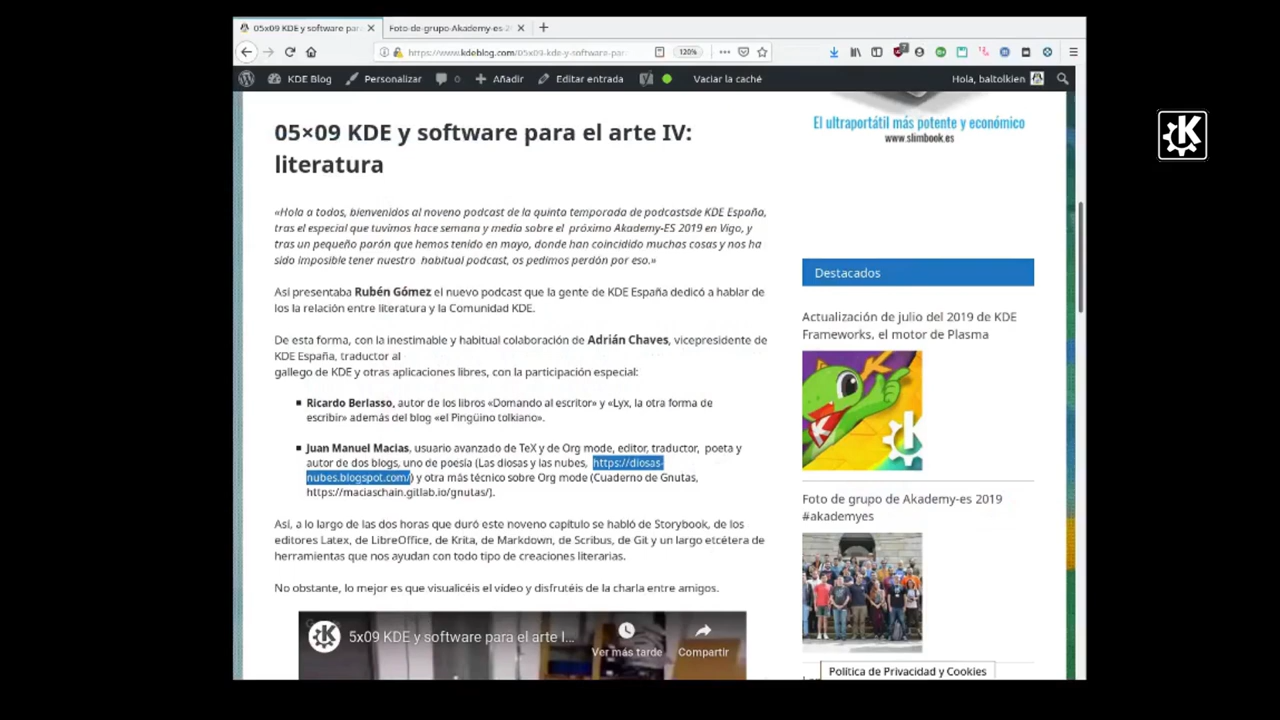 05x09 KDE y software par
Foto-de-grupo-Akademy-es-2
https://www.kdeblog.com/05x09-kde-y-software-par
120%
KDE Blog
Personalizar
0
Añadir
Editar entrada
Vaciar la caché
Hola, baltolkien
El ultraportátil más potente y económico
www.slimbook.es
05×09 KDE y software para el arte IV:
literatura
«Hola a todos, bienvenidos al noveno podcast de la quinta temporada de podcastsde KDE España,
tras el especial que tuvimos hace semana y media sobre el próximo Akademy-ES 2019 en Vigo, y
tras un pequeño parón que hemos tenido en mayo, donde han coincidido muchas cosas y nos ha
sido imposible tener nuestro habitual podcast, os pedimos perdón por eso.»
Así presentaba Rubén Gómez el nuevo podcast que la gente de KDE España dedicó a hablar de
los la relación entre literatura y la Comunidad KDE.
De esta forma, con la inestimable y habitual colaboración de Adrián Chaves, vicepresidente de
KDE España, traductor al
gallego de KDE y otras aplicaciones libres, con la participación especial:
Ricardo Berlasso, autor de los libros «Domando al escritor» y «Lyx, la otra forma de
escribir» además del blog «el Pingüino tolkiano».
Juan Manuel Macias, usuario avanzado de TeX y de Org mode, editor, traductor, poeta y
autor de dos blogs, uno de poesía (Las diosas y las nubes, https://diosas-
nubes.blogspot.com/) y otra más técnico sobre Org mode (Cuaderno de Gnutas,
https://maciaschain.gitlab.io/gnutas/).
Así, a lo largo de las dos horas que duró este noveno capítulo se habló de Storybook, de los
editores Latex, de LibreOffice, de Krita, de Markdown, de Scribus, de Git y un largo etcétera de
herramientas que nos ayudan con todo tipo de creaciones literarias.
No obstante, lo mejor es que visualicéis el vídeo y disfrutéis de la charla entre amigos.
5x09 KDE y software para el arte I...
Ver más tarde
Compartir
Destacados
Actualización de julio del 2019 de KDE
Frameworks, el motor de Plasma
Foto de grupo de Akademy-es 2019
#akademyes
Política de Privacidad y Cookies